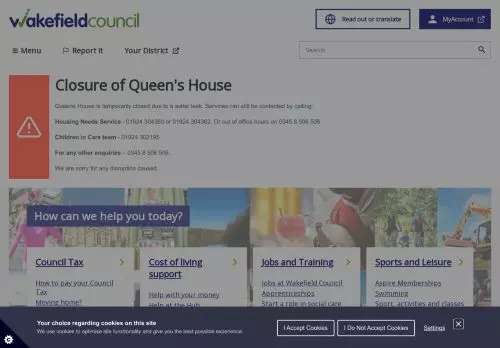 wakefieldcouncil
Read out or translate
MyAccount
Menu
Report it
Your District
Search
Closure of Queen's House
Queens House is temporarily closed due to a water leak. Services can still be contacted by calling:
Housing Needs Service - 01924 304360 or 01924 304362. Or out of office hours on 0345 8 506 506
Children In Care team - 01924 302195
For any other enquiries – 0345 8 506 506.
We are sorry for any disruption caused.
How can we help you today?
Council Tax
How to pay your Council
Tax
Moving home?
Cost of living
support
Help with your money
Help at the Hub
Jobs and Training
Jobs at Wakefield Council
Apprenticeships
Start a role in social care
Sports and Leisure
Aspire Memberships
Swimming
Sport, activities and classes
Your choice regarding cookies on this site
We use cookies to optimise site functionality and give you the best possible experience.
I Accept Cookies
I Do Not Accept Cookies
Settings